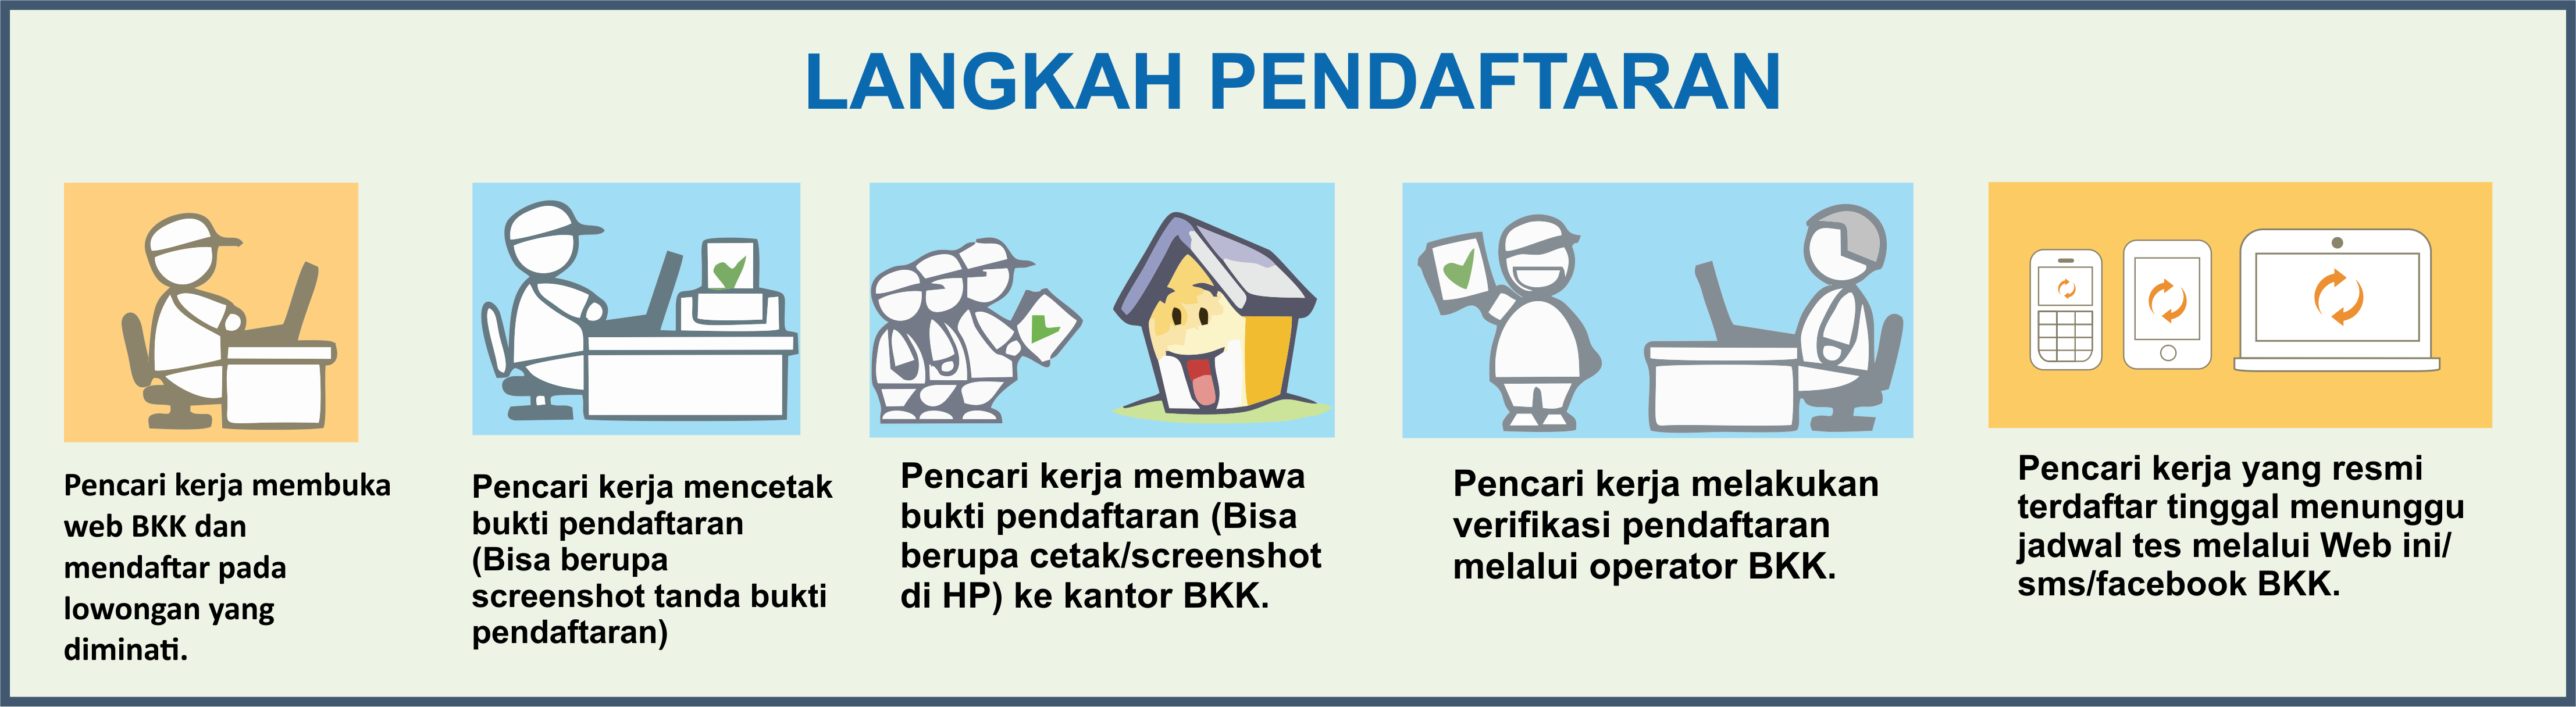 LANGKAH PENDAFTARAN
Pencari kerja membuka
web BKK dan
mendaftar pada
lowongan yang
diminati.
Pencari kerja mencetak
bukti pendaftaran
(Bisa berupa
screenshot tanda bukti
pendaftaran)
Pencari kerja membawa
bukti pendaftaran (Bisa
berupa cetak/screenshot
di HP) ke kantor BKK.
Pencari kerja melakukan
verifikasi pendaftaran
melalui operator BKK.
Pencari kerja yang resmi
terdaftar tinggal menunggu
jadwal tes melalui Web ini/
sms/facebook BKK.